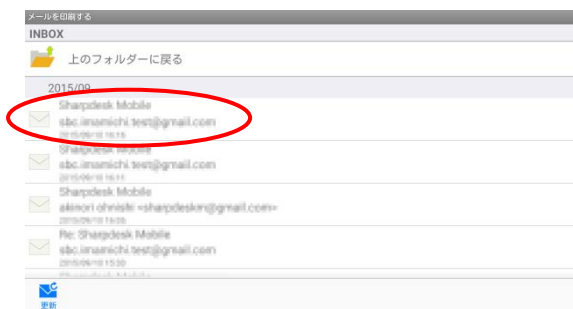 メールを印刷する
INBOX
上のフォルダーに戻る
2015/09
Sharpdesk Mobile
sbc.imamichi.test@gmail.com
2015/09/10 16:16
Sharpdesk Mobile
sbc.imamichi.test@gmail.com
2015/09/10 16:11
Sharpdesk Mobile
akinori ohnishi <sharpdeskm@gmail.com>
2015/09/10 16:05
Re: Sharpdesk Mobile
sbc.imamichi.test@gmail.com
2015/09/10 15:30
更新